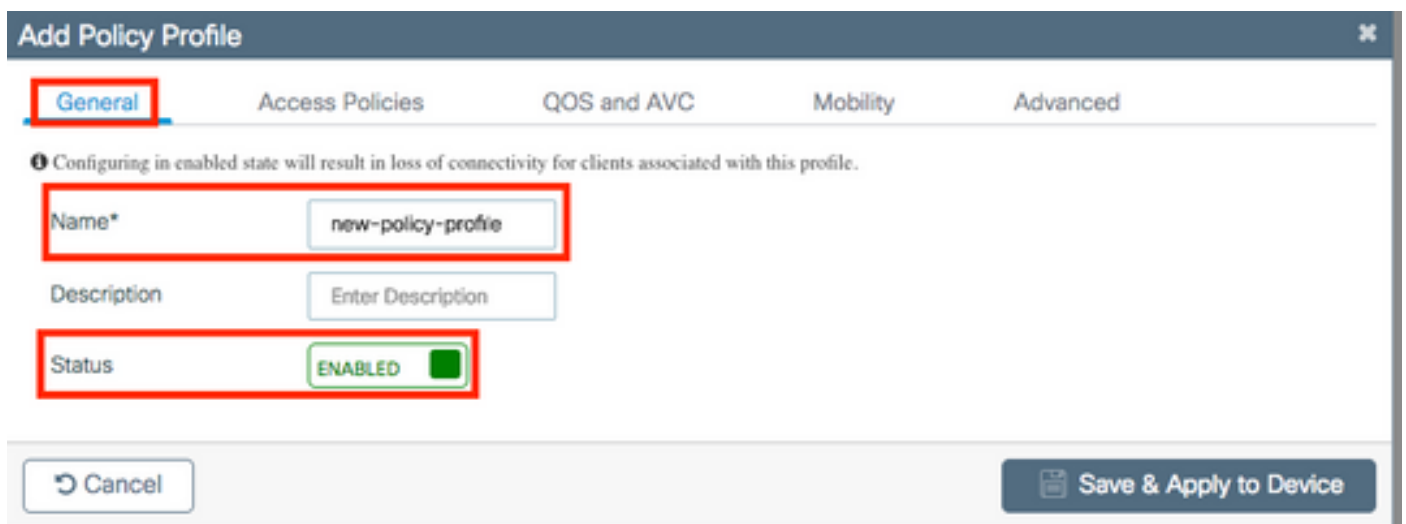 Add Policy Profile
General Access Policies QOS and AVC Mobility Advanced
Configuring in enabled state will result in loss of connectivity for clients associated with this profile.
Name* new-policy-profile
Description Enter Description
Status ENABLED
Cancel Save & Apply to Device